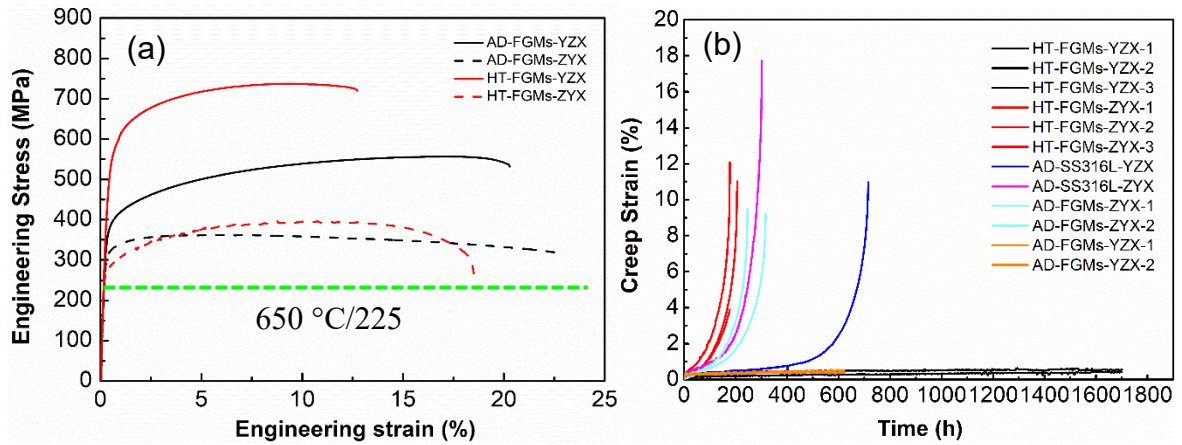 (a)
Engineering Stress (MPa)
900
800
700
600
500
400
300
200
100
0
AD-FGMs-YZX
AD-FGMs-ZYX
HT-FGMs-YZX
HT-FGMs-ZYX
650 °C/225
0 5 10 15 20 25
Engineering strain (%)
(b)
Creep Strain (%)
20
18
16
14
12
10
8
6
4
2
0
HT-FGMs-YZX-1
HT-FGMs-YZX-2
HT-FGMs-YZX-3
HT-FGMs-ZYX-1
HT-FGMs-ZYX-2
HT-FGMs-ZYX-3
AD-SS316L-YZX
AD-SS316L-ZYX
AD-FGMs-ZYX-1
AD-FGMs-ZYX-2
AD-FGMs-YZX-1
AD-FGMs-YZX-2
0 200 400 600 800 1000 1200 1400 1600 1800
Time (h)